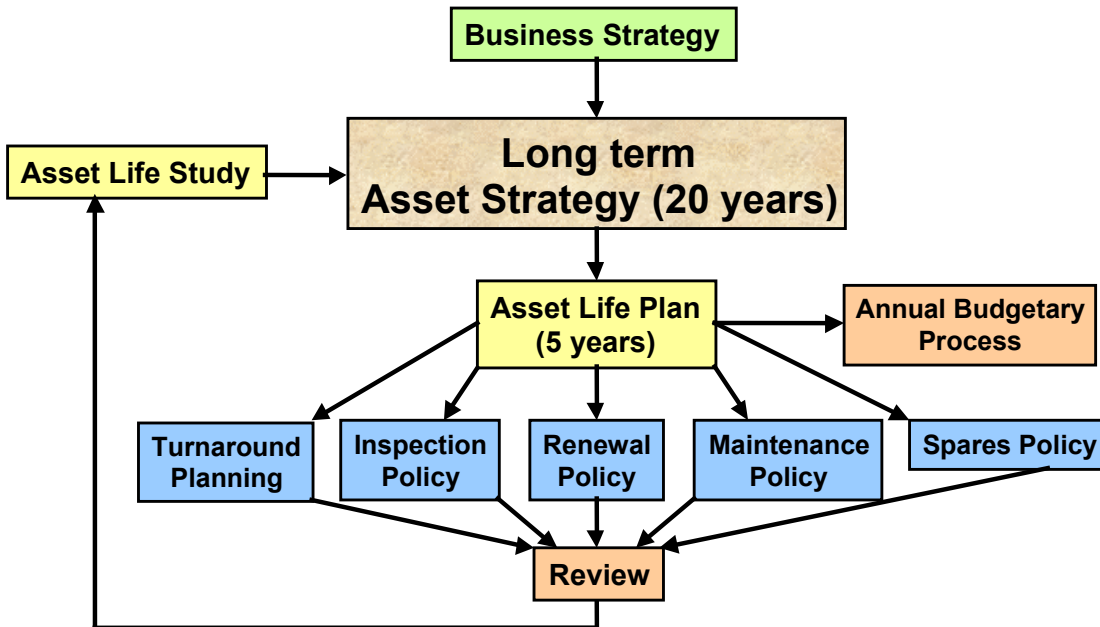 Business Strategy
Long term
Asset Strategy (20 years)
Asset Life Study
Asset Life Plan
(5 years)
Annual Budgetary
Process
Turnaround
Planning
Inspection
Policy
Renewal
Policy
Maintenance
Policy
Spares Policy
Review